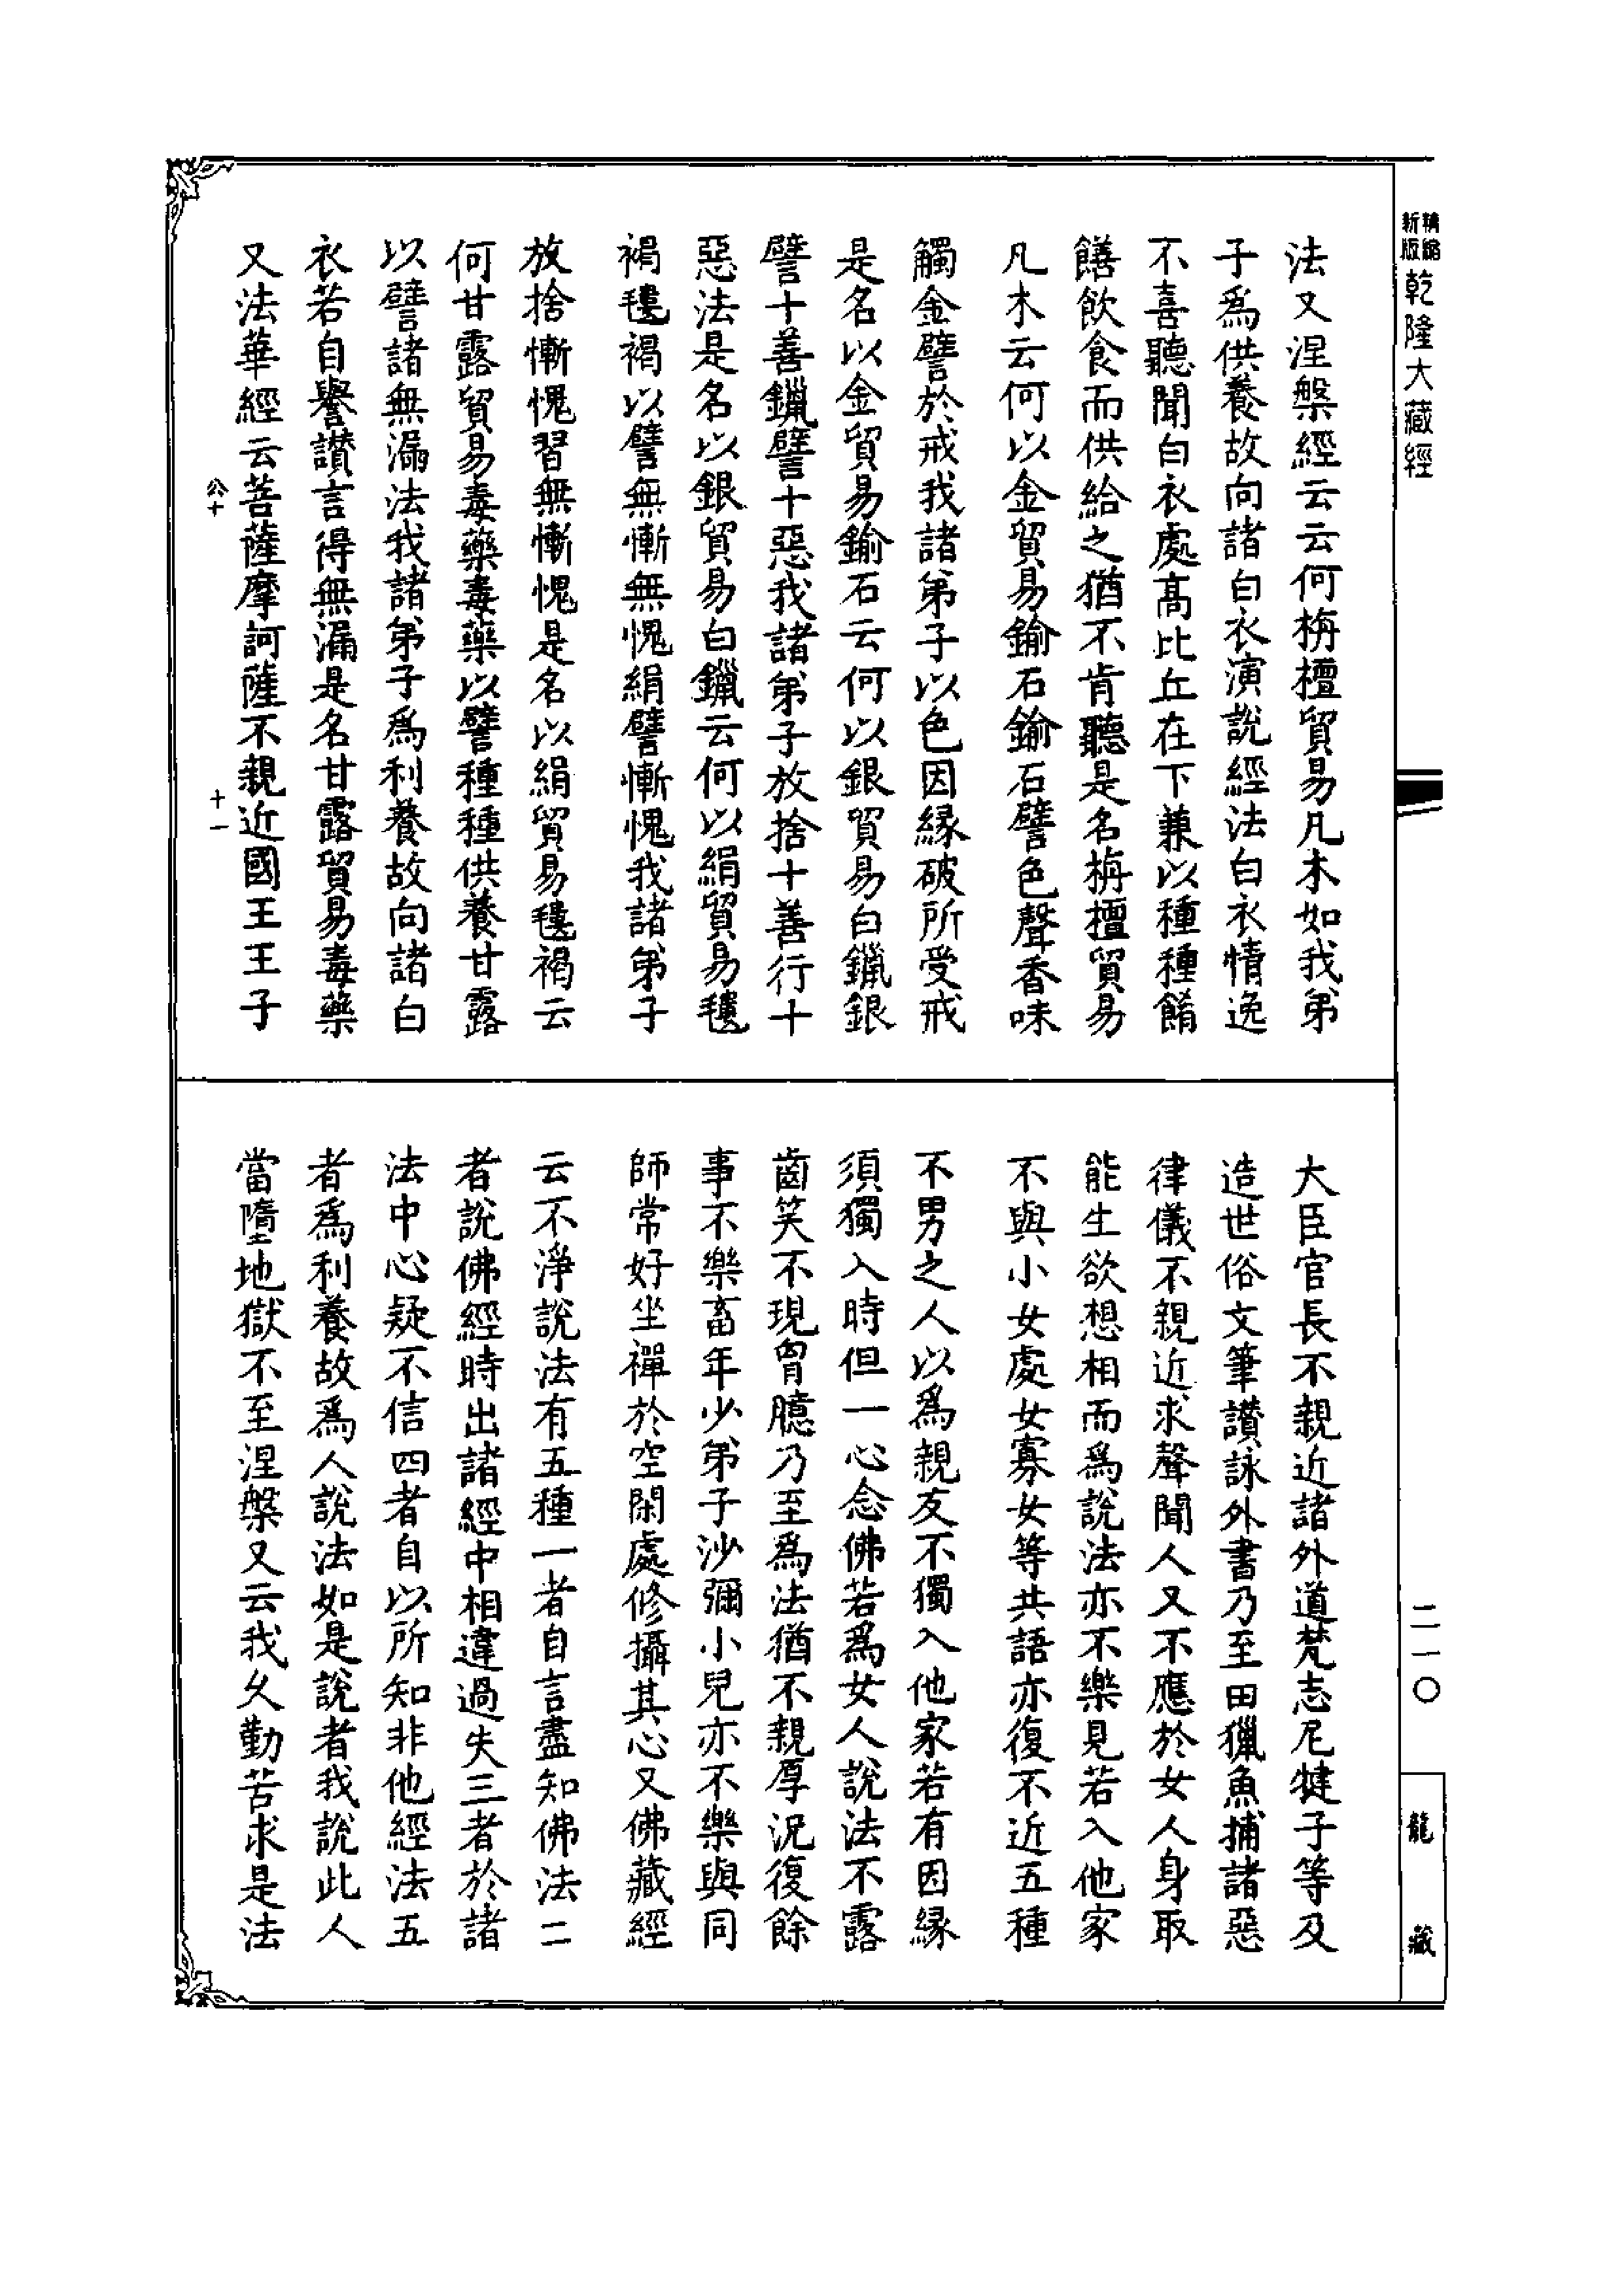 精縮新版乾隆大藏經
二一〇
龍藏
法又涅槃經云云何栴檀貿易凡木如我弟
子爲供養故向諸白衣演說經法白衣情逸
不喜聽聞白衣處髙比丘在下兼以種種餚
饍飲食而供給之猶不肯聽是名栴檀貿易
凡木云何以金貿易鍮石鍮石譬色聲香味
觸金譬於戒我諸弟子以色因緣破所受戒
是名以金貿易鍮石云何以銀貿易白鑞銀
譬十善鑞譬十惡我諸弟子放捨十善行十
惡法是名以銀貿易白鑞云何以絹貿易氀
褐氀褐以譬無慚無愧絹譬慚愧我諸弟子
放捨慚愧習無慚愧是名以絹貿易氀褐云
何甘露貿易毒藥毒藥以譬種種供養甘露
以譬諸無漏法我諸弟子爲利養故向諸白
衣若自譽讃言得無漏是名甘露貿易毒藥
又法華經云菩薩摩訶薩不親近國王王子
公十 十一
大臣官長不親近諸外道梵志尼揵子等及
造世俗文筆讃詠外書乃至田獵魚捕諸惡
律儀不親近求聲聞人又不應於女人身取
能生欲想相而爲說法亦不樂見若入他家
不與小女處女寡女等共語亦復不近五種
不男之人以爲親友不獨入他家若有因緣
須獨入時但一心念佛若爲女人說法不露
齒笑不現胷臆乃至爲法猶不親厚況復餘
事不樂畜年少弟子沙彌小兒亦不樂與同
師常好坐禪於空閑處修攝其心又佛藏經
云不淨說法有五種一者自言盡知佛法二
者說佛經時出諸經中相違過失三者於諸
法中心疑不信四者自以所知非他經法五
者爲利養故爲人說法如是說者我說此人
當墮地獄不至涅槃又云我久勤苦求是法